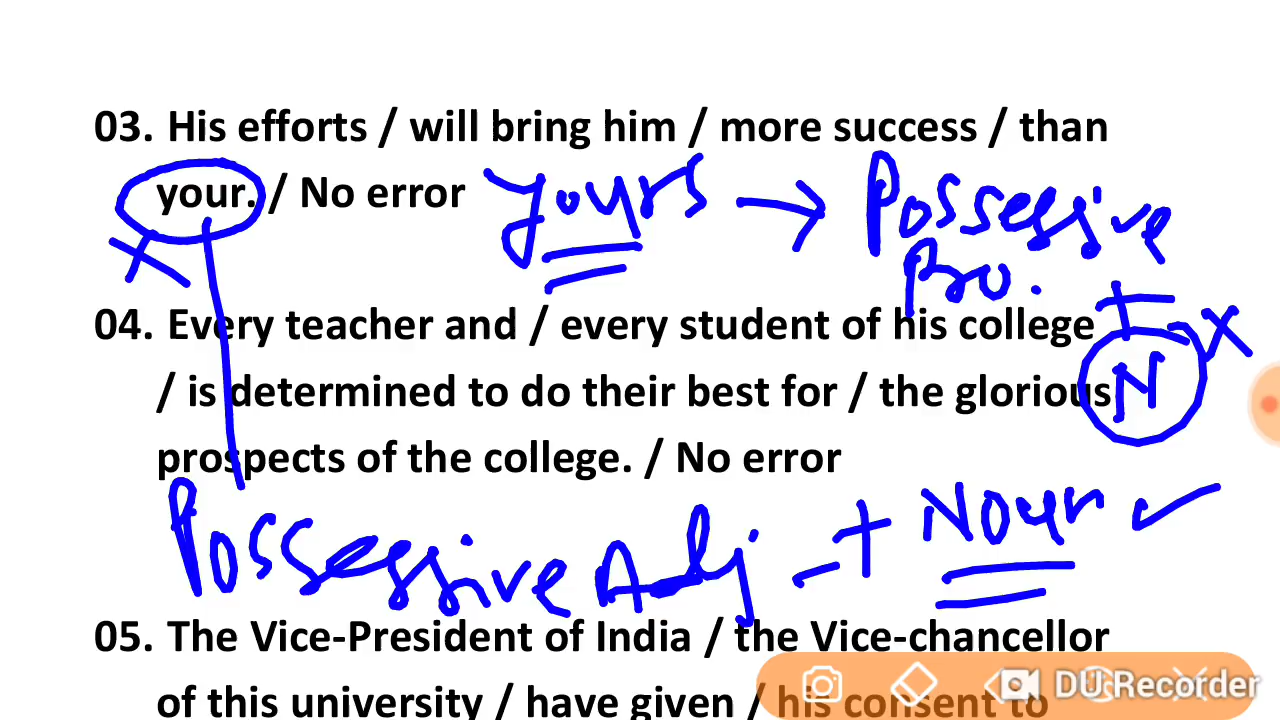 03. His efforts / will bring him / more success / than
your. / No error
yours → Possessive
Pro.
04. Every teacher and / every student of his college
+ N x
/ is determined to do their best for / the glorious
prospects of the college. / No error
Possessive Adj + Noun ✓
05. The Vice-President of India / the Vice-chancellor
of this university / have given / his consent to
DU Recorder